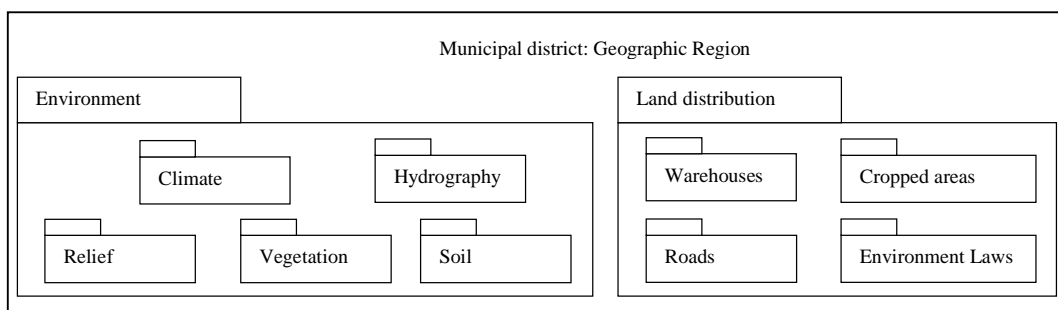 Municipal district: Geographic Region
Environment
Land distribution
Climate
Hydrography
Warehouses
Cropped areas
Relief
Vegetation
Soil
Roads
Environment Laws